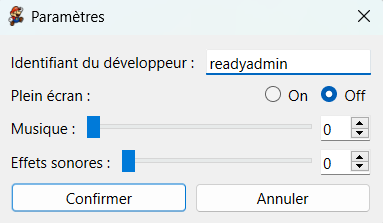 Paramètres
Identifiant du développeur : readyadmin
Plein écran : On Off
Musique : 0
Effets sonores : 0
Confirmer Annuler